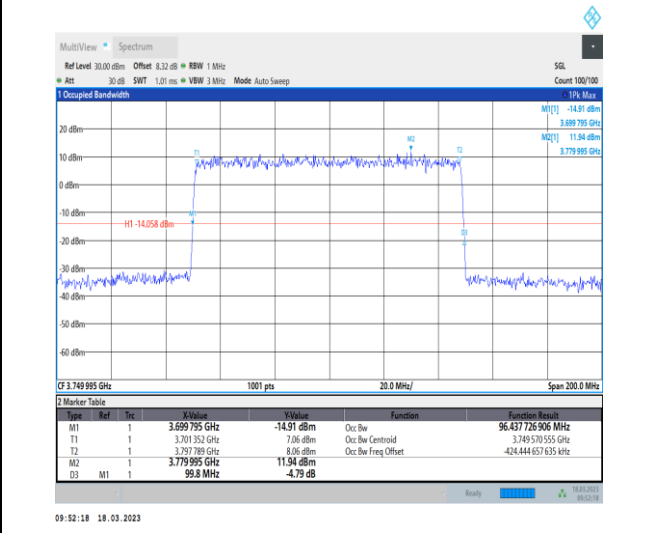 MultiView Spectrum
Ref Level 30.00 dBm Offset 8.32 dB RBW 1 MHz SGL
Att 30 dB SWT 1.01 ms VBW 3 MHz Mode Auto Sweep Count 100/100
1 Occupied Bandwidth 1Pk Max
M1[1] -14.91 dBm
3.699 795 GHz
M2[1] 11.94 dBm
3.779 995 GHz
20 dBm
M2
T1
T2
10 dBm
0 dBm
-10 dBm
M1
H1 -14.058 dBm
D3
-20 dBm
-30 dBm
-40 dBm
-50 dBm
-60 dBm
CF 3.749 995 GHz 1001 pts 20.0 MHz/ Span 200.0 MHz
2 Marker Table
Type Ref Trc X-Value Y-Value Function Function Result
M1 1 3.699 795 GHz -14.91 dBm Occ Bw 96.437 726 906 MHz
T1 1 3.701 352 GHz 7.06 dBm Occ Bw Centroid 3.749 570 555 GHz
T2 1 3.797 789 GHz 8.06 dBm Occ Bw Freq Offset -424.444 657 635 kHz
M2 1 3.779 995 GHz 11.94 dBm
D3 M1 1 99.8 MHz -4.79 dB
Ready 18.03.2023
09:52:18
09:52:18 18.03.2023